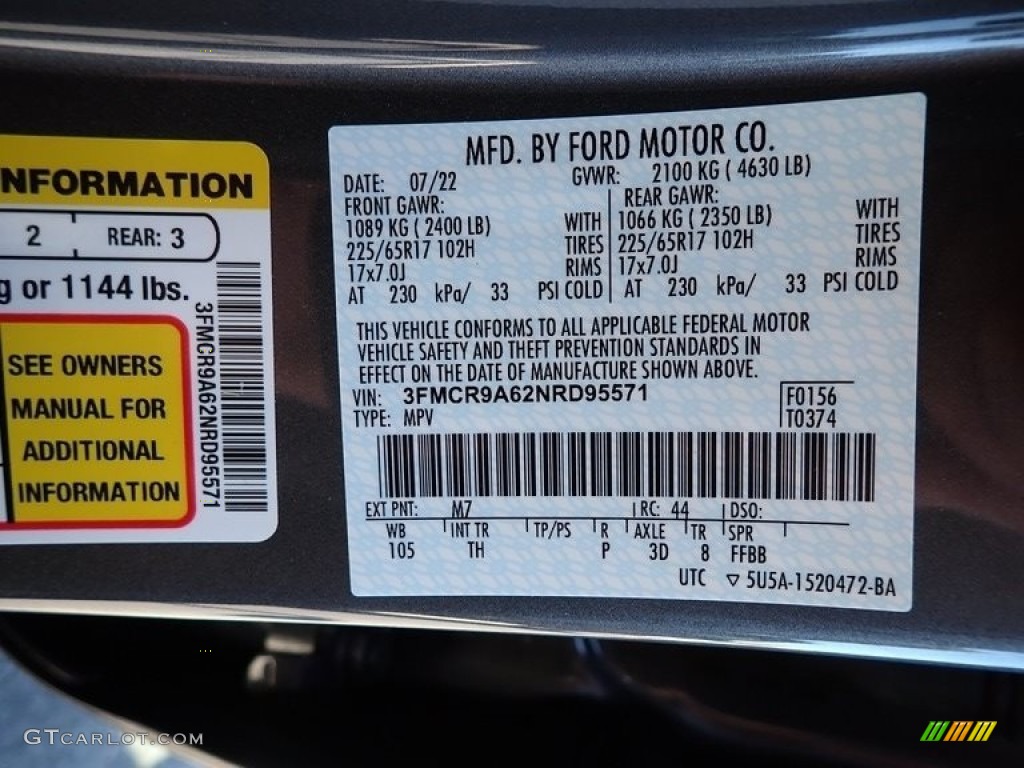 NFORMATION
2 REAR: 3
g or 1144 lbs.
SEE OWNERS
MANUAL FOR
ADDITIONAL
INFORMATION
3FMCR9A62NRD95571
MFD. BY FORD MOTOR CO.
DATE: 07/22 GVWR: 2100 KG ( 4630 LB)
FRONT GAWR: REAR GAWR:
1089 KG ( 2400 LB) WITH 1066 KG ( 2350 LB) WITH
225/65R17 102H TIRES 225/65R17 102H TIRES
17x7.0J RIMS 17x7.0J RIMS
AT 230 kPa/ 33 PSI COLD AT 230 kPa/ 33 PSI COLD
THIS VEHICLE CONFORMS TO ALL APPLICABLE FEDERAL MOTOR
VEHICLE SAFETY AND THEFT PREVENTION STANDARDS IN
EFFECT ON THE DATE OF MANUFACTURE SHOWN ABOVE.
VIN: 3FMCR9A62NRD95571 F0156
TYPE: MPV T0374
EXT PNT: M7 RC: 44 DSO:
WB INT TR TP/PS R AXLE TR SPR
105 TH P 3D 8 FFBB
UTC ▽ 5U5A-1520472-BA
GTCARLOT.COM